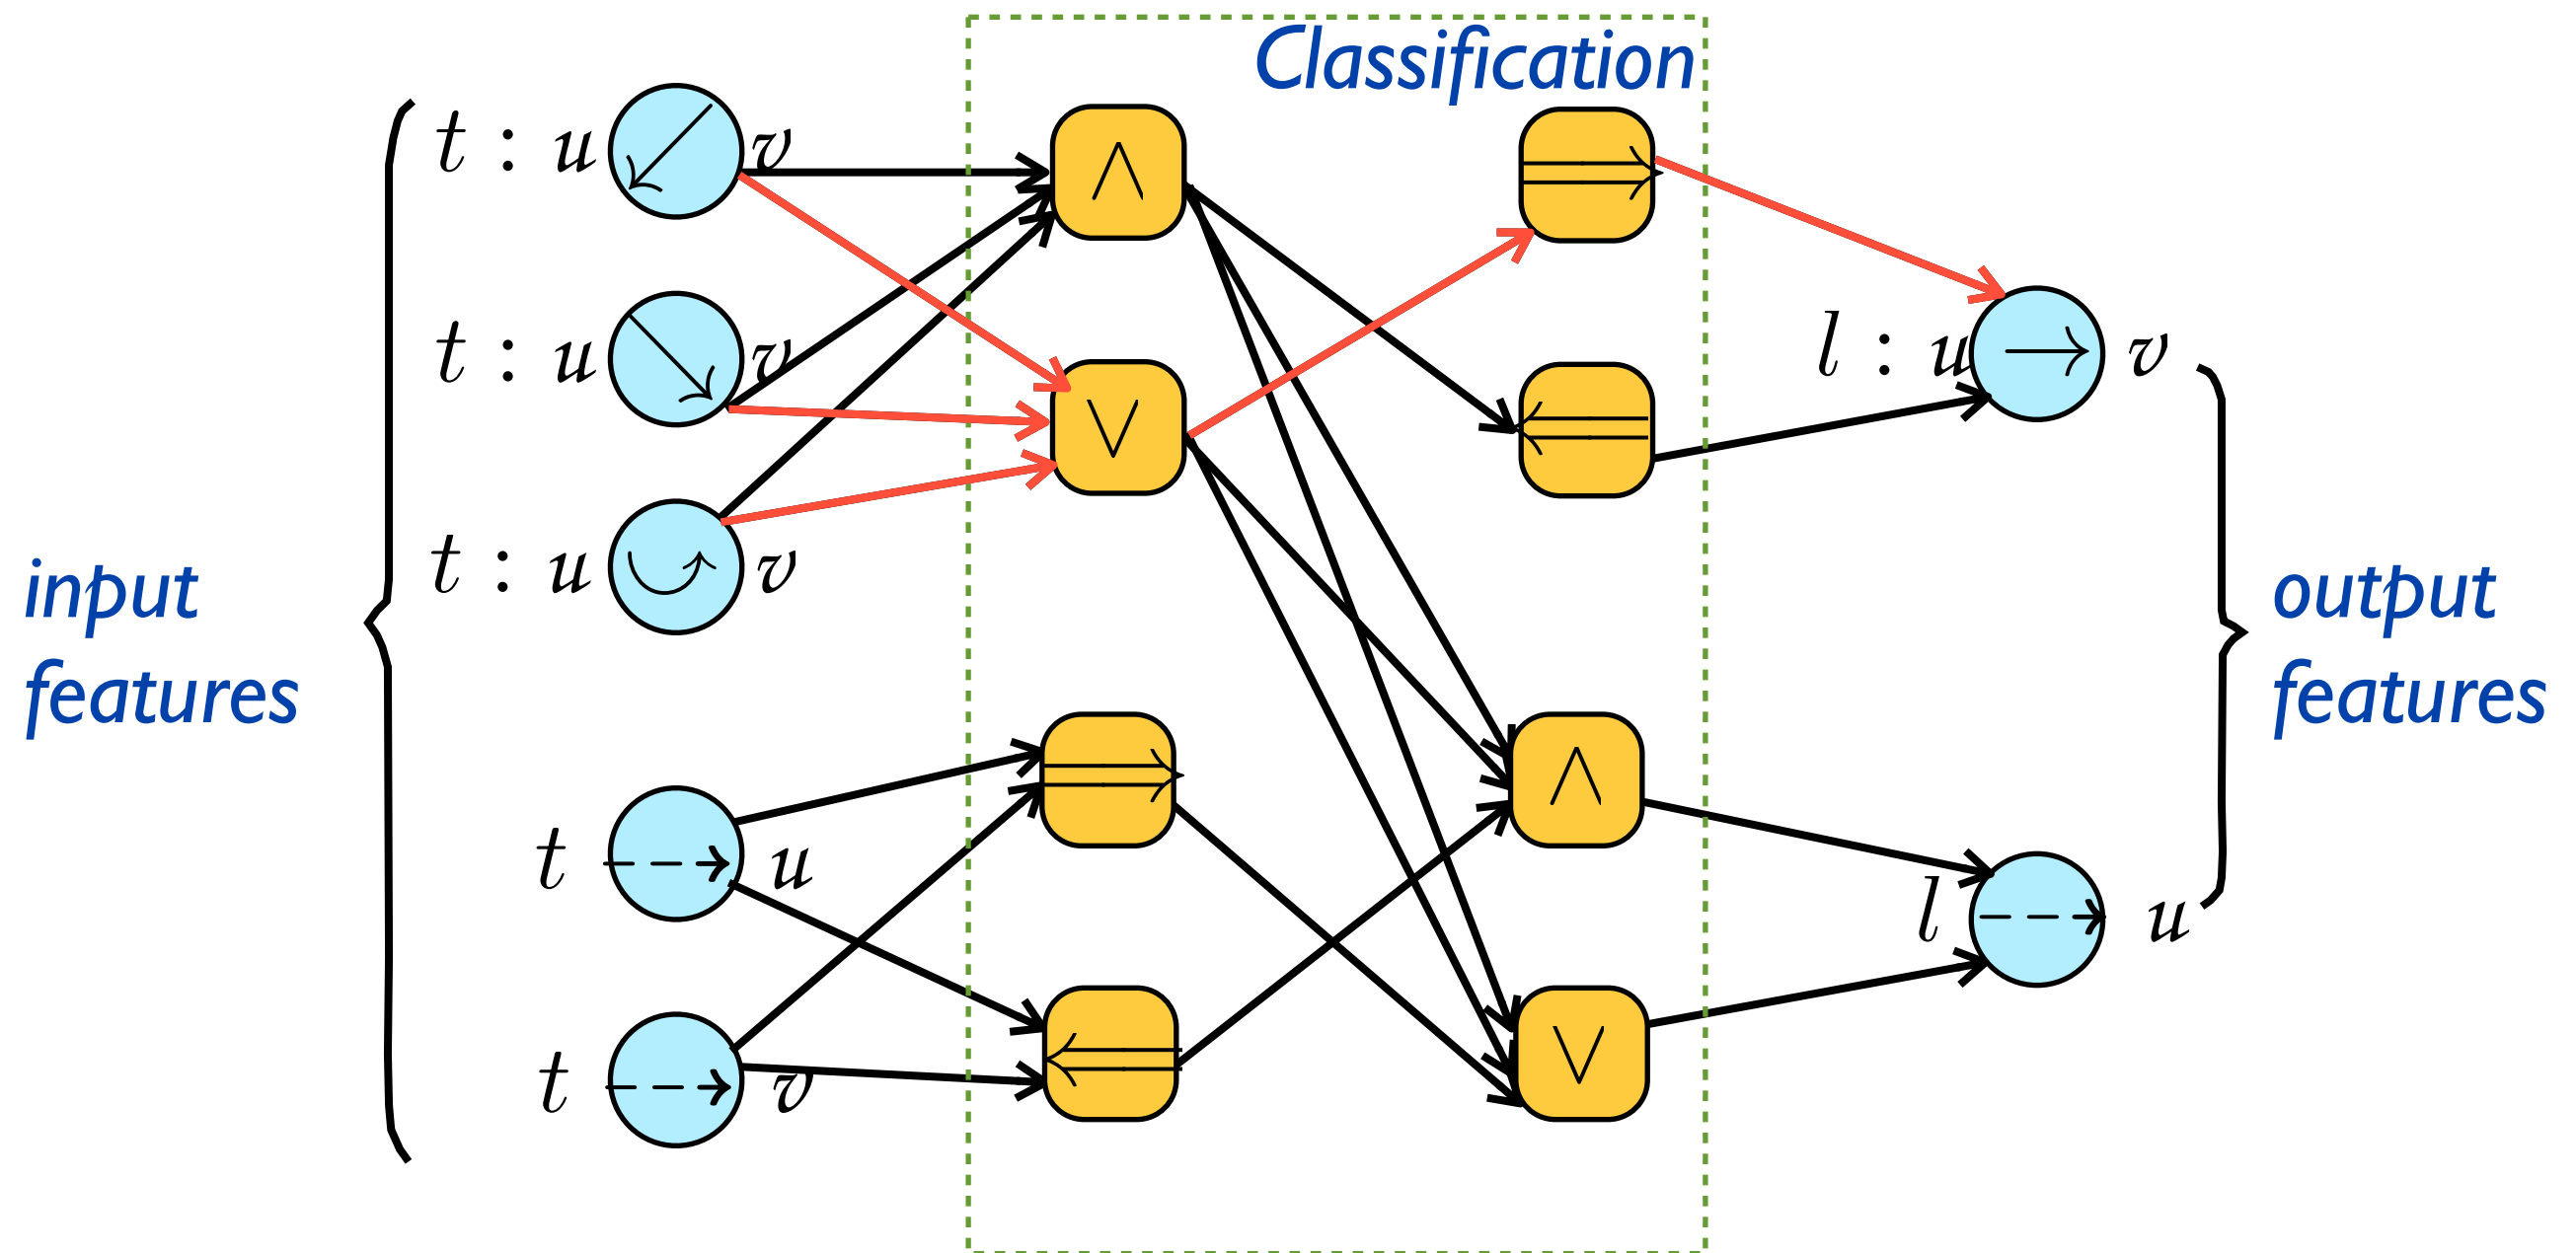 Classification
t : u ↙ v
∧
⇒
t : u ↘ v
∨
⇐
l : u → v
t : u v
input
features
output
features
t ⇢ u
⇒
∧
l ⇢ u
t ⇢ v
⇐
∨